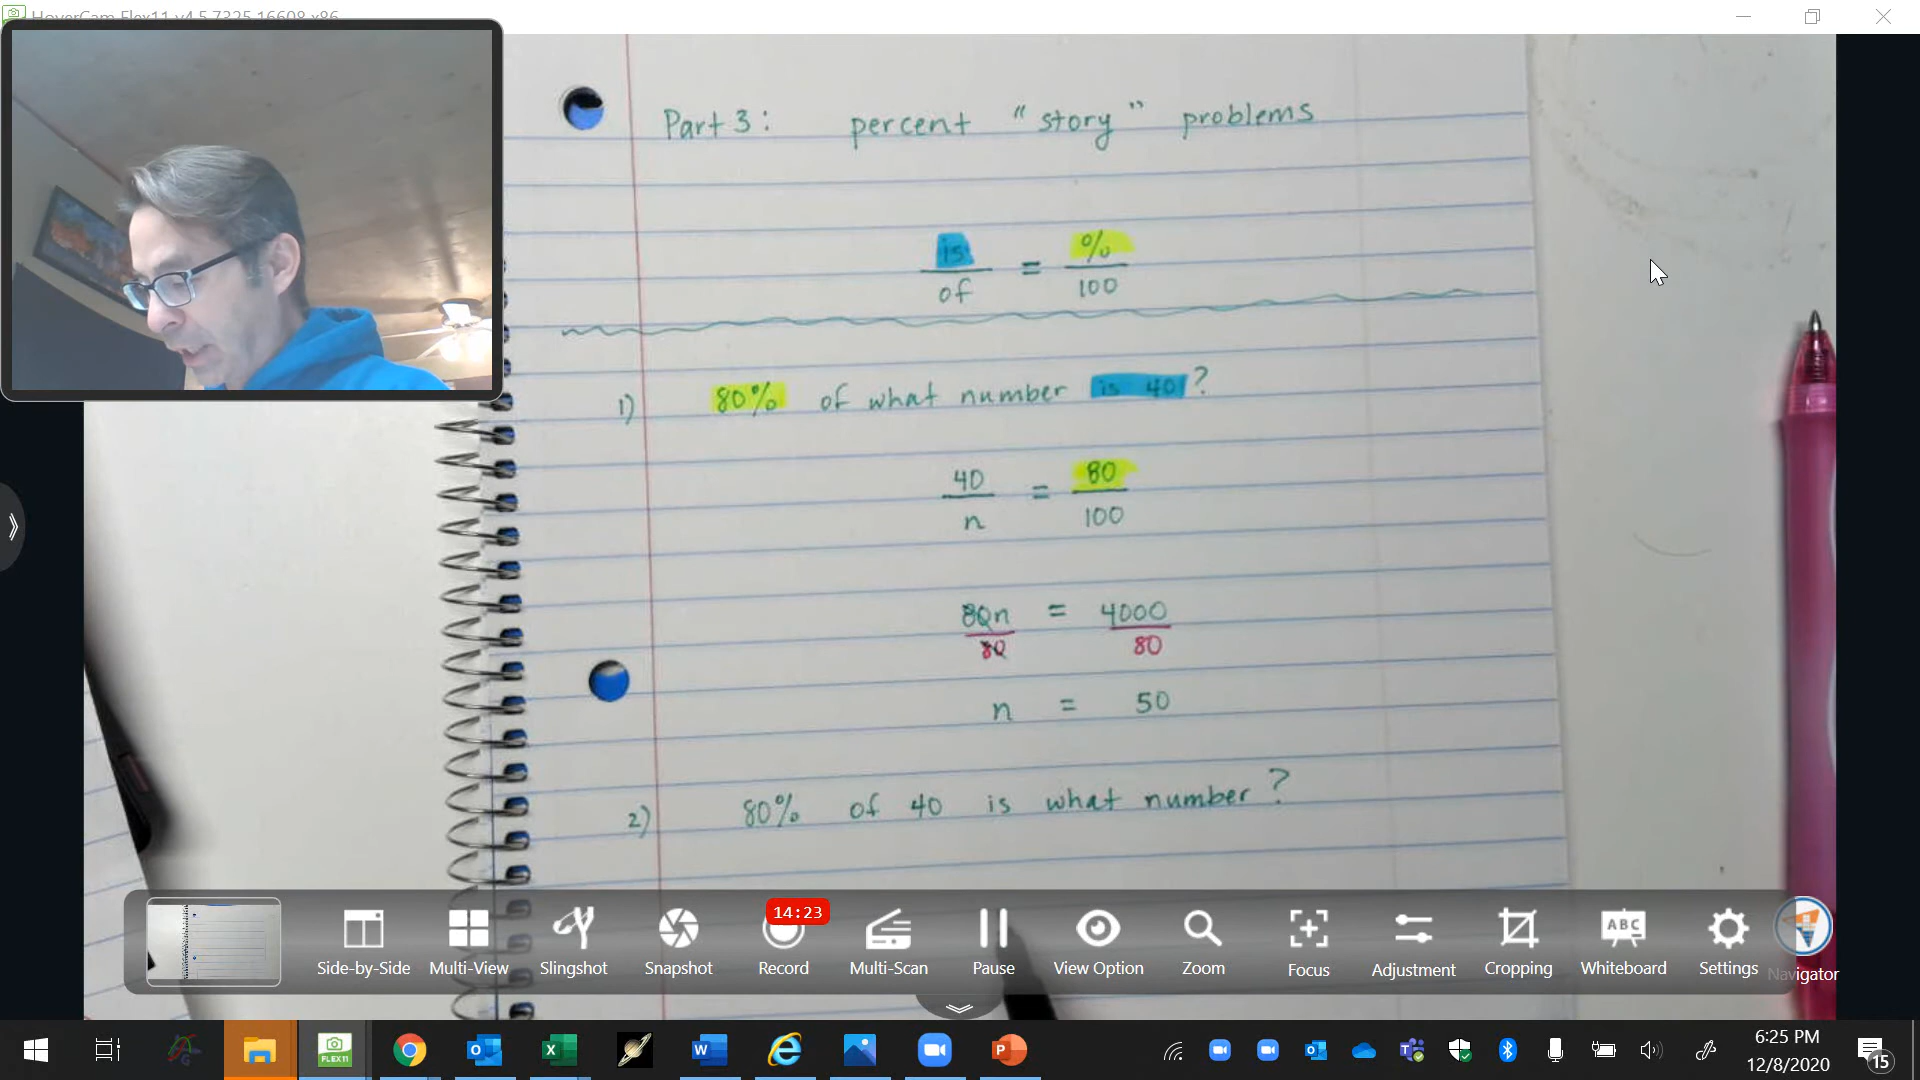 HoverCam Flex11 v4.5.7325.16608 x86
Part 3: percent "story" problems
is = %
of 100
1) 80% of what number is 40?
40 = 80
n 100
80n = 4000
80 80
n = 50
2) 80% of 40 is what number?
14:23
Side-by-Side Multi-View Slingshot Snapshot Record Multi-Scan Pause View Option Zoom Focus Adjustment Cropping Whiteboard Settings Navigator
ABC
FLEX11
6:25 PM
12/8/2020
15